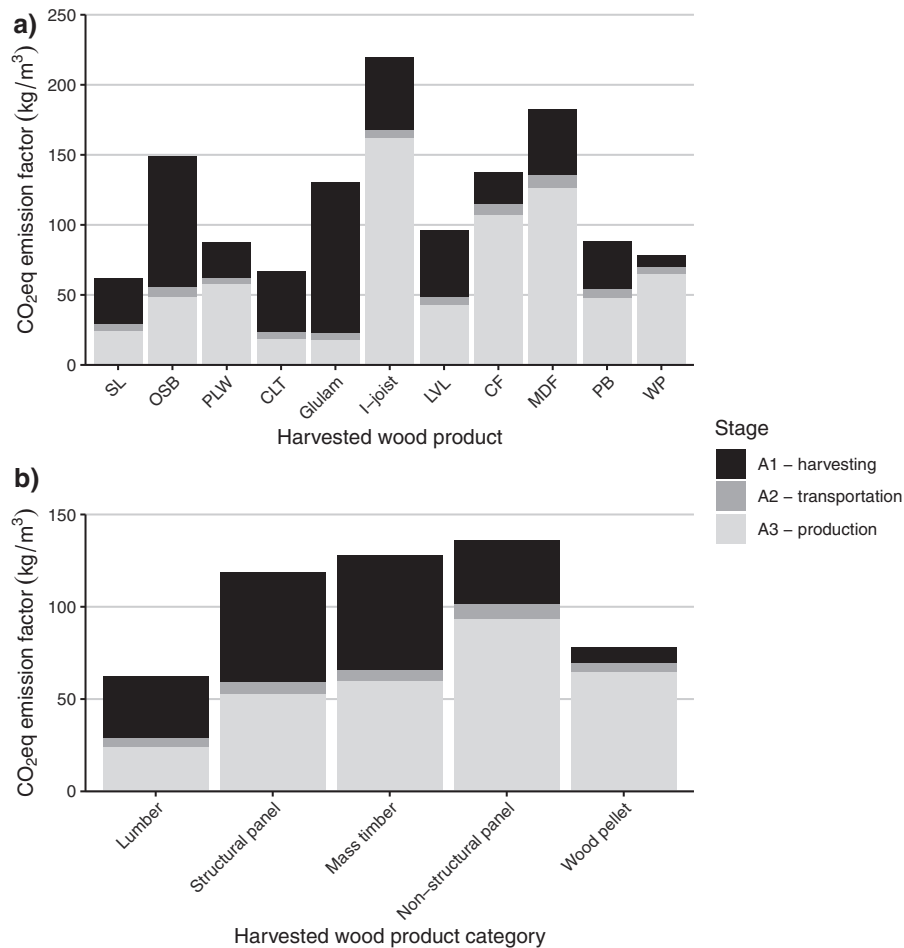 a)
CO₂eq emission factor (kg/m³)
250
200
150
100
50
0
SL
OSB
PLW
CLT
Glulam
I−joist
LVL
CF
MDF
PB
WP
Harvested wood product
Stage
A1 − harvesting
A2 − transportation
A3 − production
b)
CO₂eq emission factor (kg/m³)
150
100
50
0
Lumber
Structural panel
Mass timber
Non−structural panel
Wood pellet
Harvested wood product category